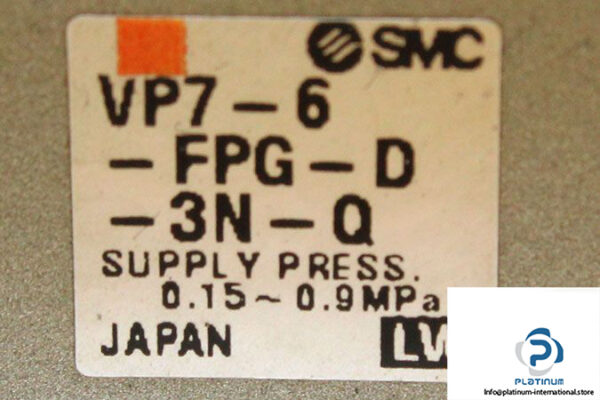 SMC
VP7-6
-FPG-D
-3N-Q
SUPPLY PRESS.
0.15~0.9MPa
JAPAN
PLATINUM
Info@platinum-international.store